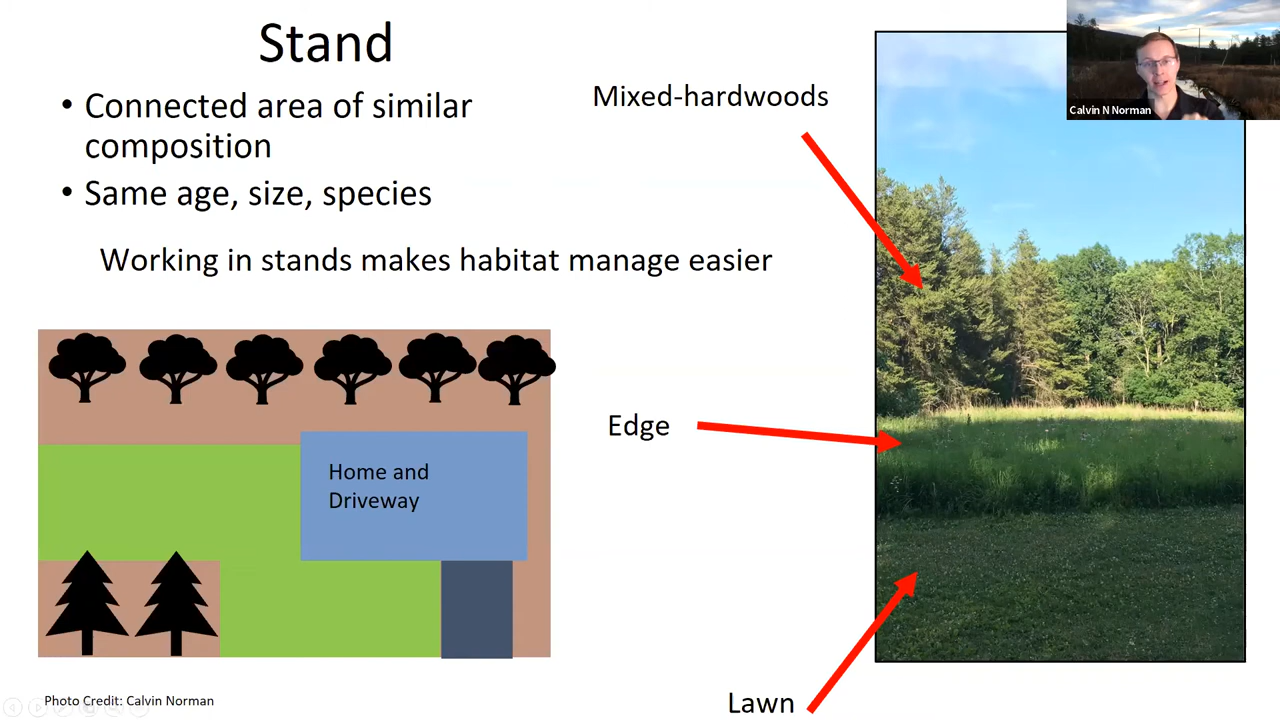 Stand
• Connected area of similar
composition
• Same age, size, species
Working in stands makes habitat manage easier
Mixed-hardwoods
Calvin N Norman
Edge
Home and
Driveway
Lawn
Photo Credit: Calvin Norman